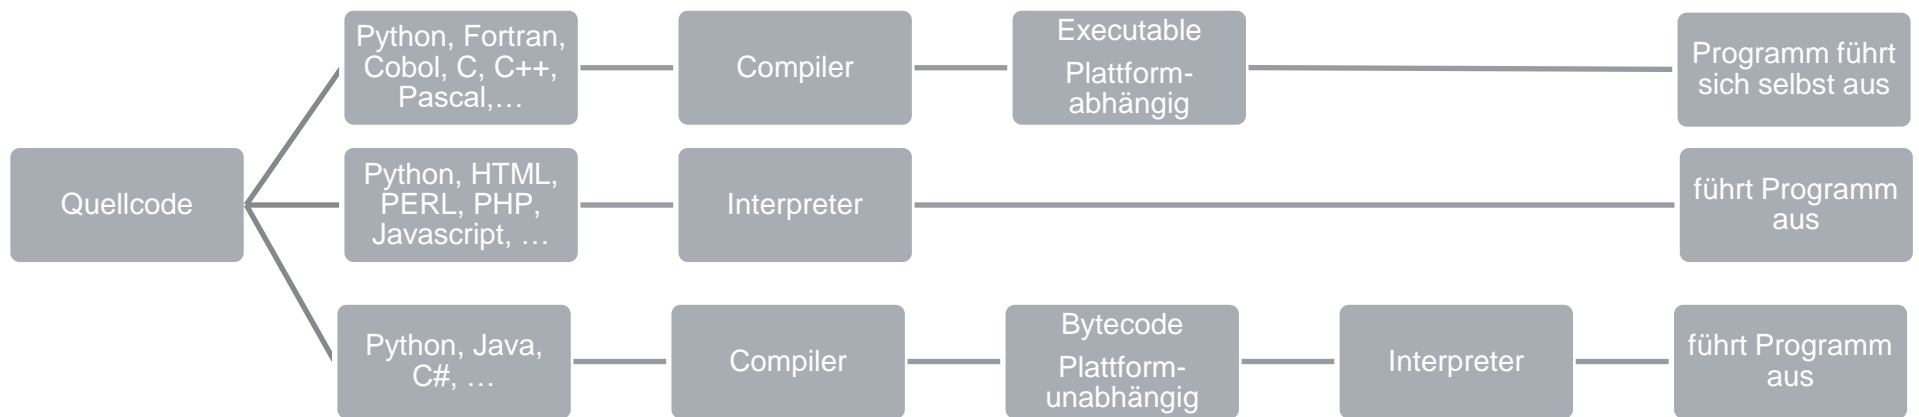 Quellcode
Python, Fortran,
Cobol, C, C++,
Pascal,…
Compiler
Executable
Plattform-
abhängig
Programm führt
sich selbst aus
Python, HTML,
PERL, PHP,
Javascript, …
Interpreter
führt Programm
aus
Python, Java,
C#, …
Compiler
Bytecode
Plattform-
unabhängig
Interpreter
führt Programm
aus